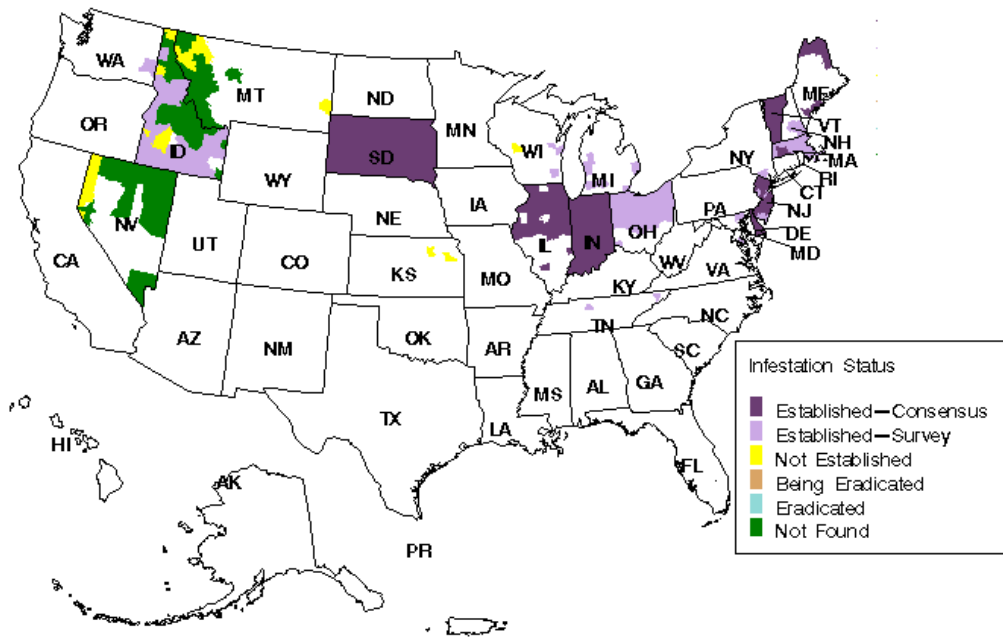 WA
MT
ND
MN
OR
ID
SD
WI
MI
ME
VT
NH
MA
RI
CT
NY
NJ
PA
DE
MD
WY
NE
IA
IL
IN
OH
WV
VA
NV
UT
CO
KS
MO
KY
CA
AZ
NM
OK
AR
TN
NC
SC
TX
LA
MS
AL
GA
FL
HI
AK
PR
Infestation Status
Established—Consensus
Established—Survey
Not Established
Being Eradicated
Eradicated
Not Found